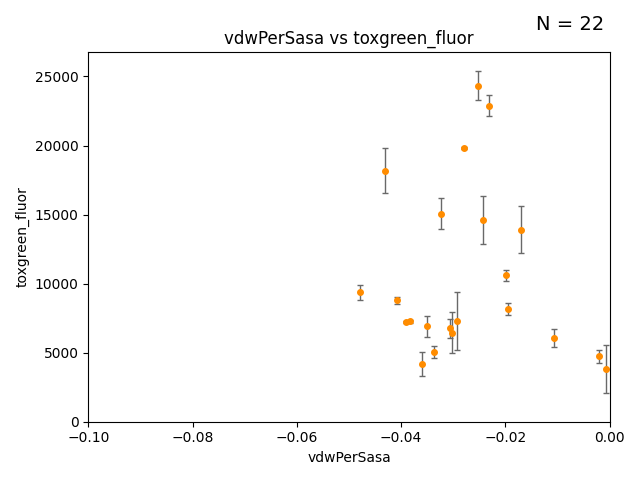 N = 22
vdwPerSasa vs toxgreen_fluor
toxgreen_fluor
25000
20000
15000
10000
5000
0
−0.10 −0.08 −0.06 −0.04 −0.02 0.00
vdwPerSasa